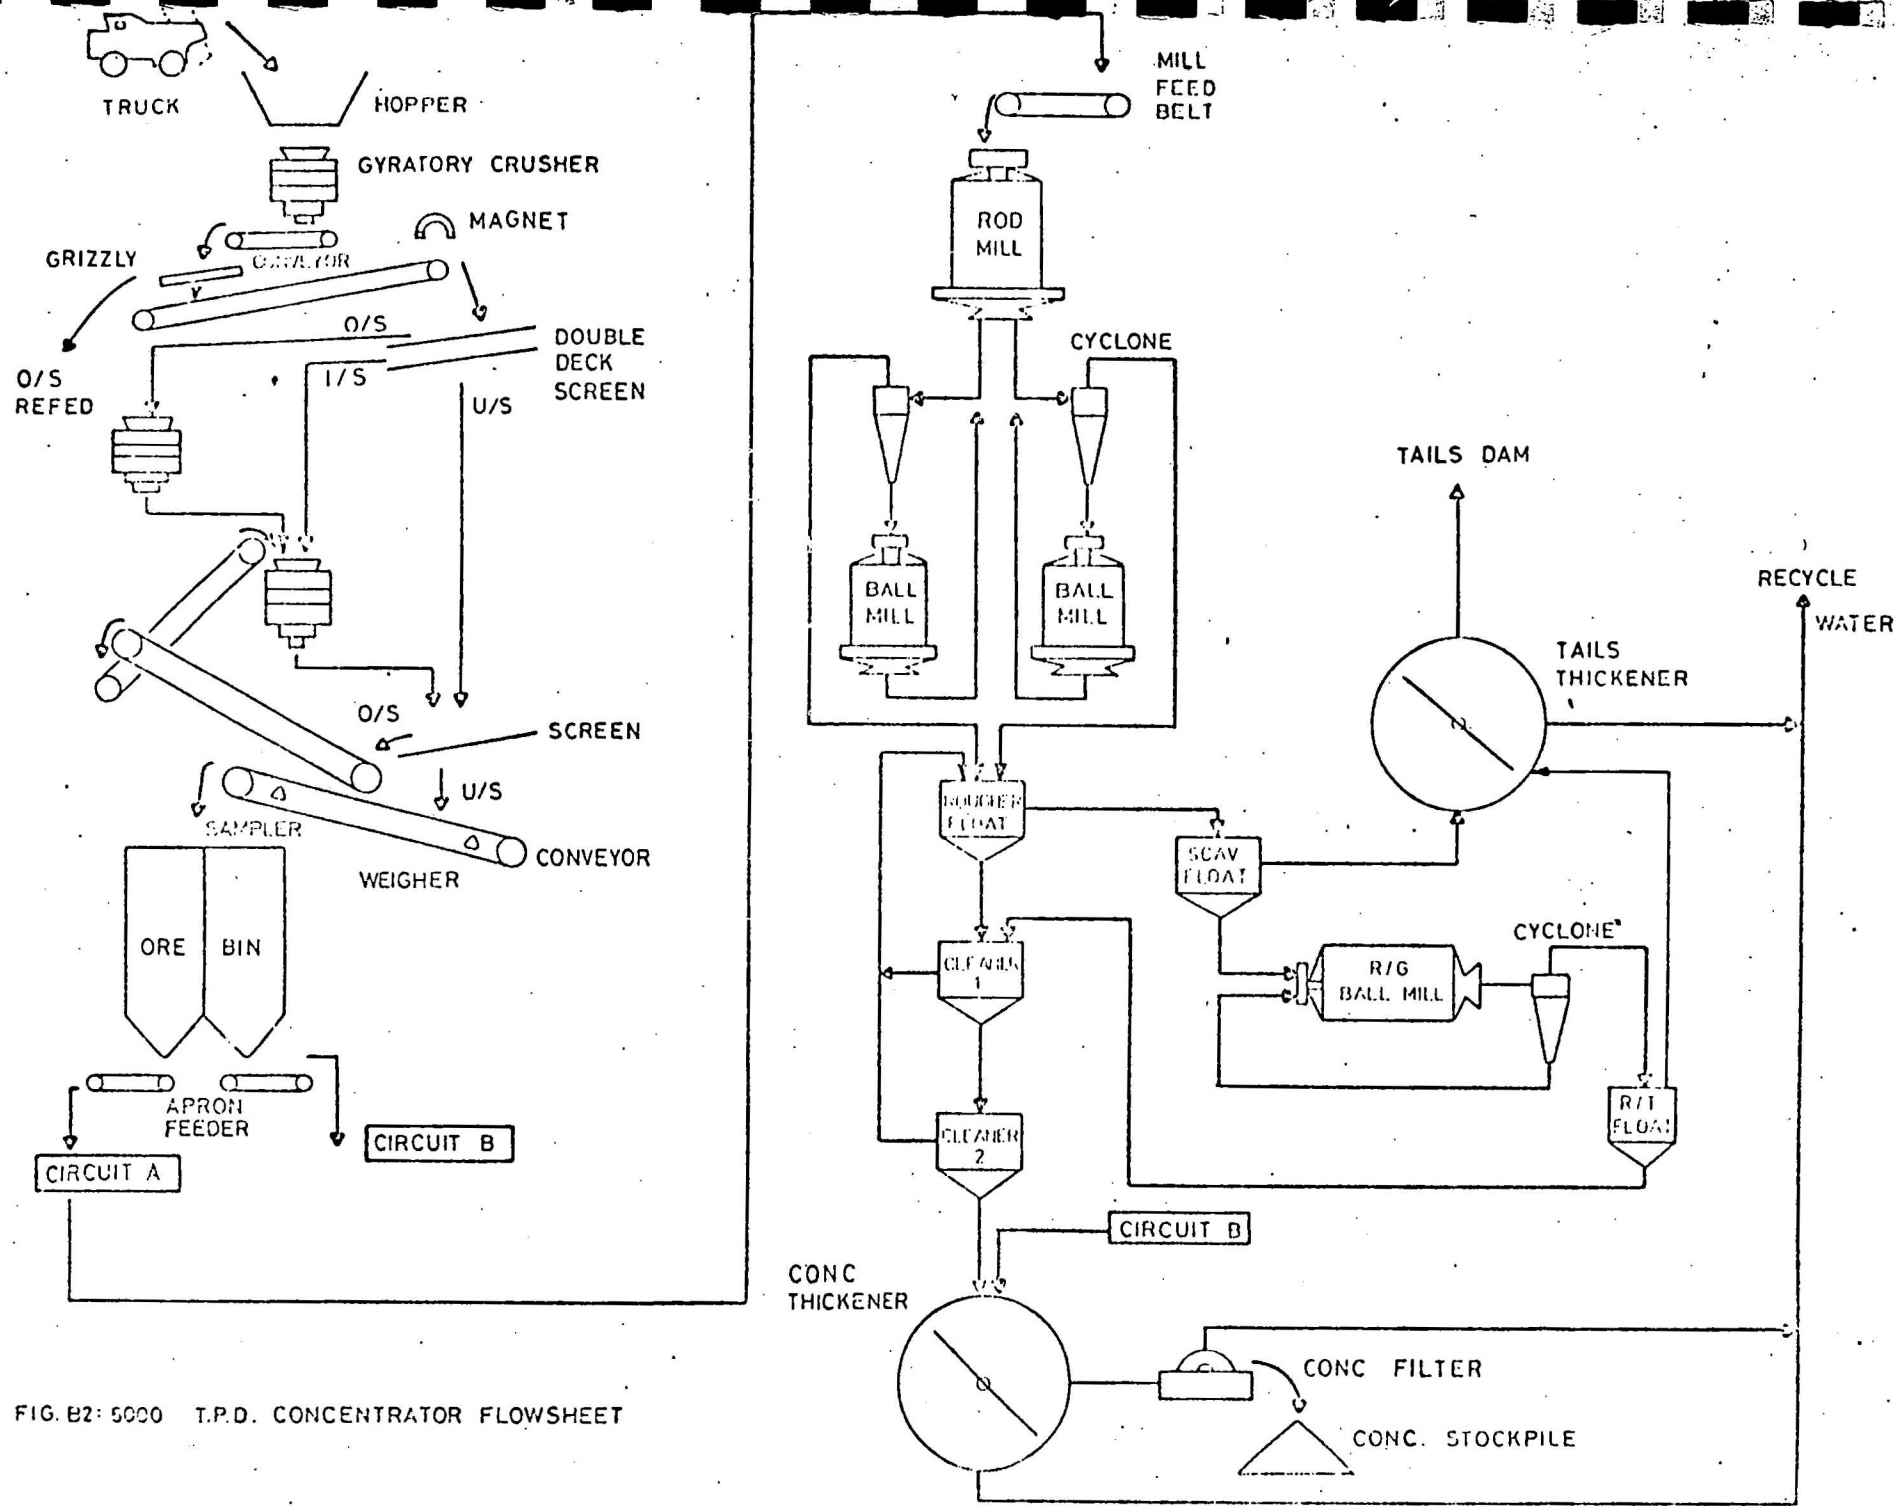 TRUCK
HOPPER
GYRATORY CRUSHER
MAGNET
GRIZZLY
CONVEYOR
O/S
DOUBLE
DECK
SCREEN
I/S
U/S
O/S
REFED
O/S
SCREEN
U/S
SAMPLER
CONVEYOR
WEIGHER
ORE BIN
APRON
FEEDER
CIRCUIT B
CIRCUIT A
MILL
FEED
BELT
ROD
MILL
CYCLONE
BALL
MILL
BALL
MILL
TAILS DAM
RECYCLE
WATER
TAILS
THICKENER
ROUGHER
FLOAT
SCAV
FLOAT
CYCLONE
CLEANER
1
R/G
BALL MILL
R/T
FLOAT
CLEANER
2
CIRCUIT B
CONC
THICKENER
CONC FILTER
CONC. STOCKPILE
FIG. B2: 5000 T.P.D. CONCENTRATOR FLOWSHEET